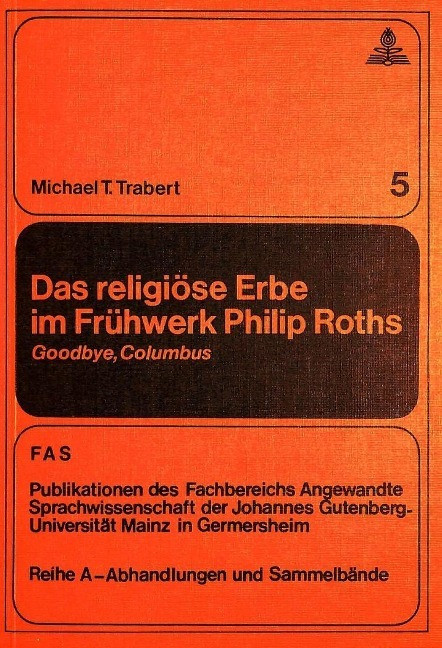 Michael T. Trabert
5
Das religiöse Erbe
im Frühwerk Philip Roths
Goodbye, Columbus
FAS
Publikationen des Fachbereichs Angewandte
Sprachwissenschaft der Johannes Gutenberg-
Universität Mainz in Germersheim
Reihe A–Abhandlungen und Sammelbände